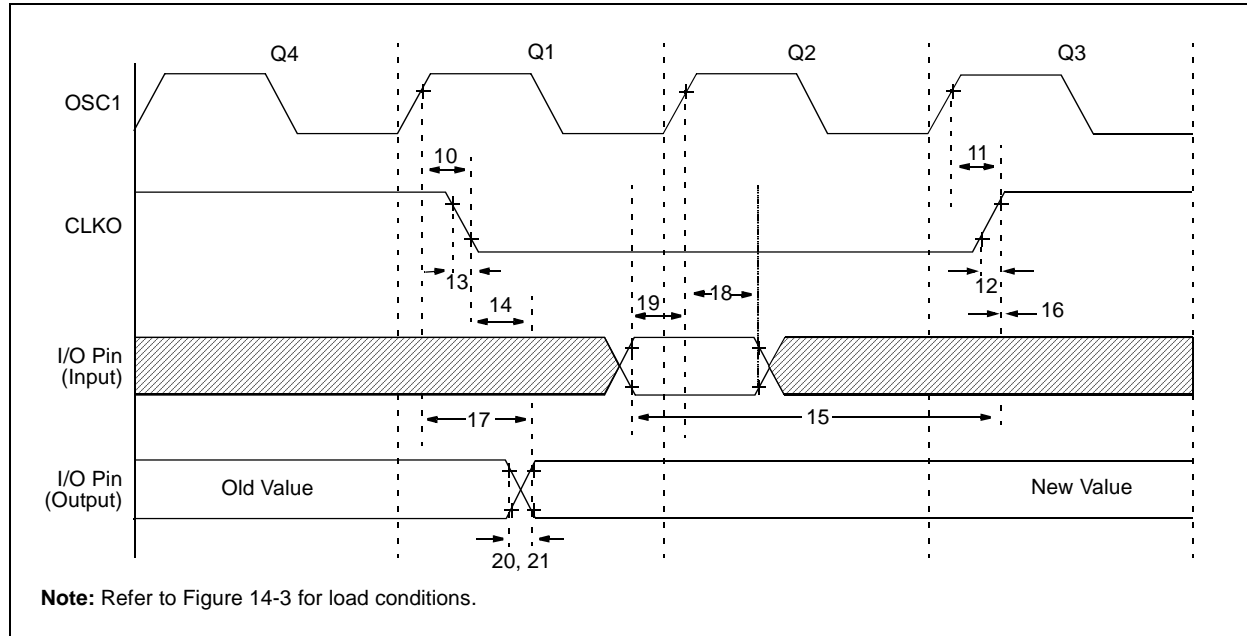 Q4 Q1 Q2 Q3
OSC1
10 11
CLKO
13 12
14 19 18 16
I/O Pin
(Input)
17 15
I/O Pin
(Output)
Old Value New Value
20, 21
Note: Refer to Figure 14-3 for load conditions.